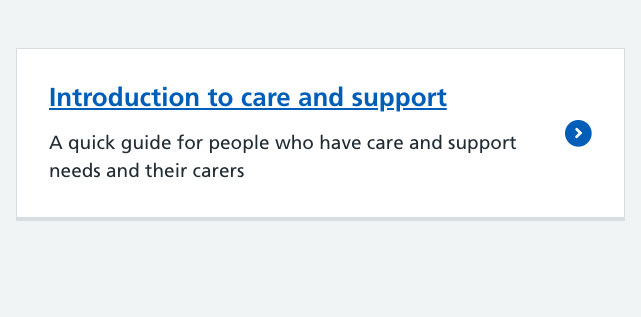 Introduction to care and support
A quick guide for people who have care and support
needs and their carers